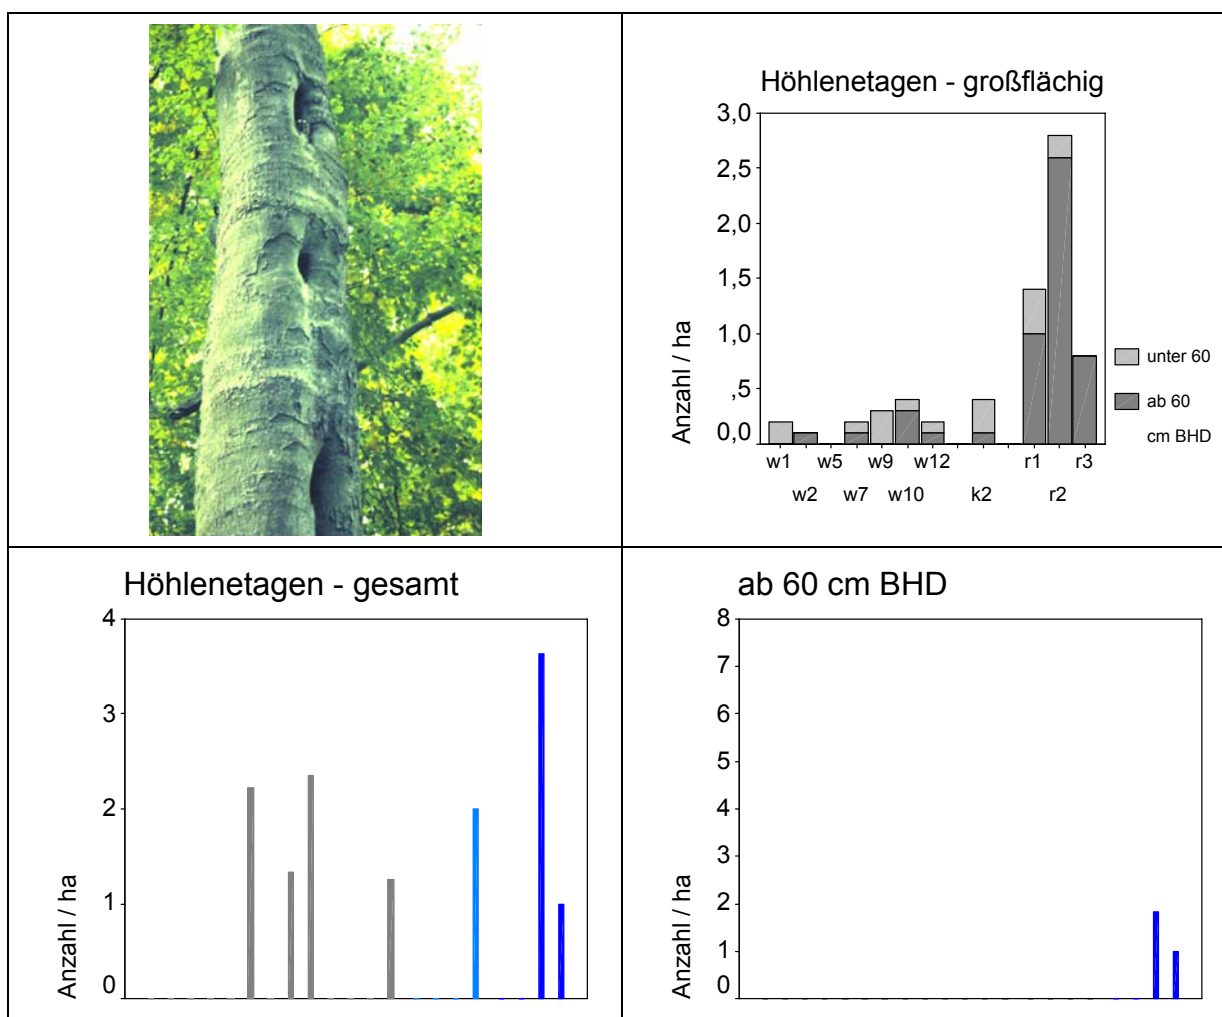 Höhlenetagen - großflächig
3,0
2,5
2,0
1,5
1,0
,5
0,0
Anzahl / ha
w1 w5 w9 w12 r1 r3
w2 w7 w10 k2 r2
unter 60
ab 60
cm BHD
Höhlenetagen - gesamt
4
3
2
1
0
Anzahl / ha
ab 60 cm BHD
8
7
6
5
4
3
2
1
0
Anzahl / ha